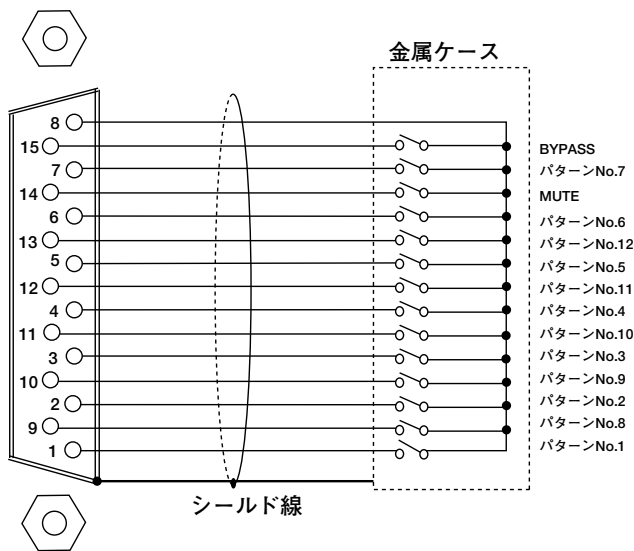 金属ケース
8
15
7
14
6
13
5
12
4
11
3
10
2
9
1
BYPASS
パターンNo.7
MUTE
パターンNo.6
パターンNo.12
パターンNo.5
パターンNo.11
パターンNo.4
パターンNo.10
パターンNo.3
パターンNo.9
パターンNo.2
パターンNo.8
パターンNo.1
シールド線